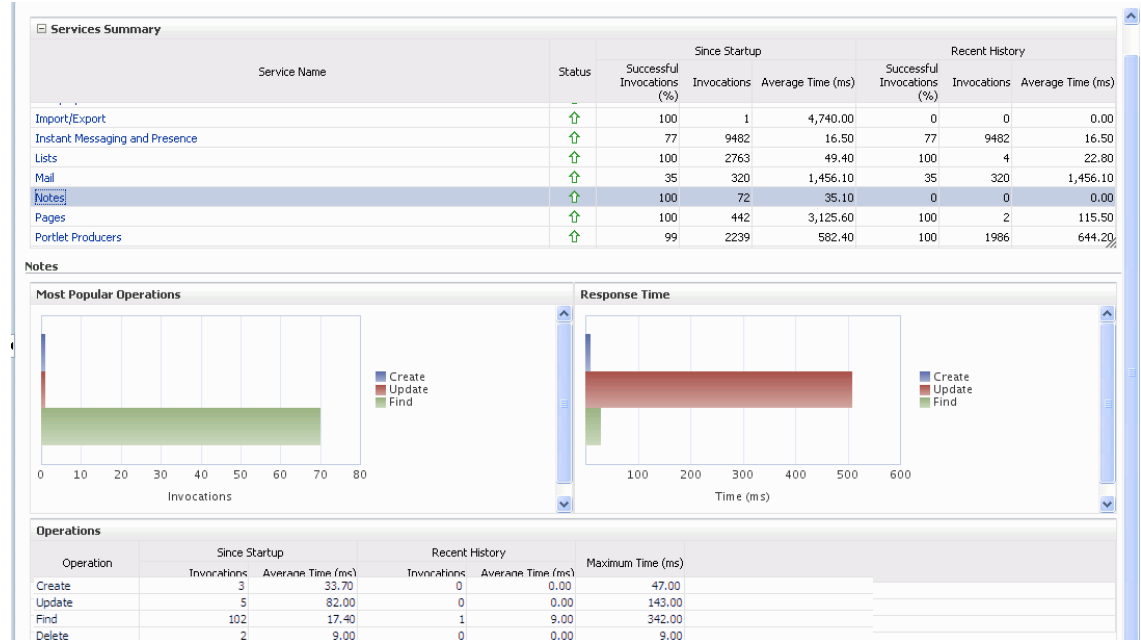 Services Summary
Since Startup Recent History
Service Name Status Successful Invocations (%) Invocations Average Time (ms) Successful Invocations (%) Invocations Average Time (ms)
Import/Export 100 1 4,740.00 0 0 0.00
Instant Messaging and Presence 77 9482 16.50 77 9482 16.50
Lists 100 2763 49.40 100 4 22.80
Mail 35 320 1,456.10 35 320 1,456.10
Notes 100 72 35.10 0 0 0.00
Pages 100 442 3,125.60 100 2 115.50
Portlet Producers 99 2239 582.40 100 1986 644.20
Notes
Most Popular Operations
Create
Update
Find
0 10 20 30 40 50 60 70 80
Invocations
Response Time
Create
Update
Find
100 200 300 400 500 600
Time (ms)
Operations
Since Startup Recent History
Operation Invocations Average Time (ms) Invocations Average Time (ms) Maximum Time (ms)
Create 3 33.70 0 0.00 47.00
Update 5 82.00 0 0.00 143.00
Find 102 17.40 1 9.00 342.00
Delete 2 9.00 0 0.00 9.00